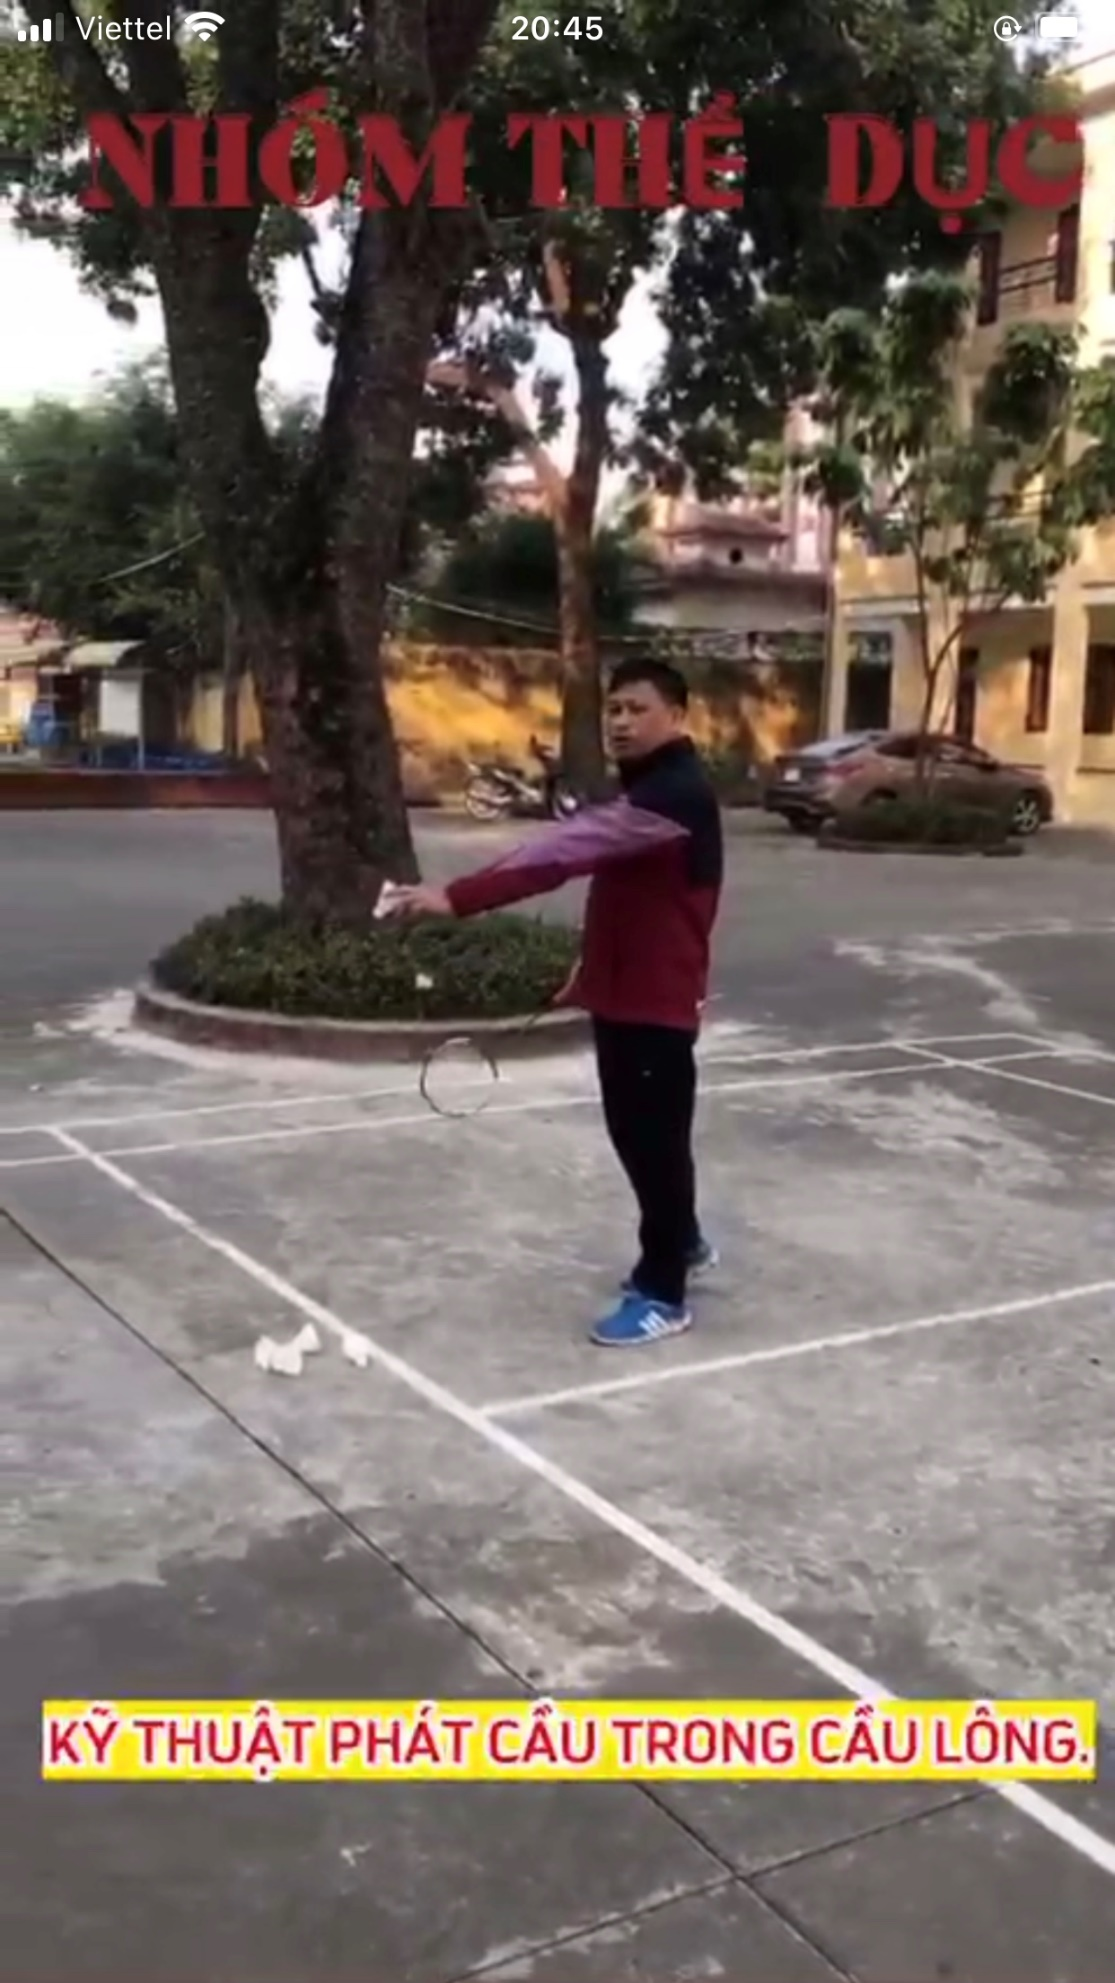 Viettel 20:45
NHÓM THỂ DỤC
KỸ THUẬT PHÁT CẦU TRONG CẦU LÔNG.